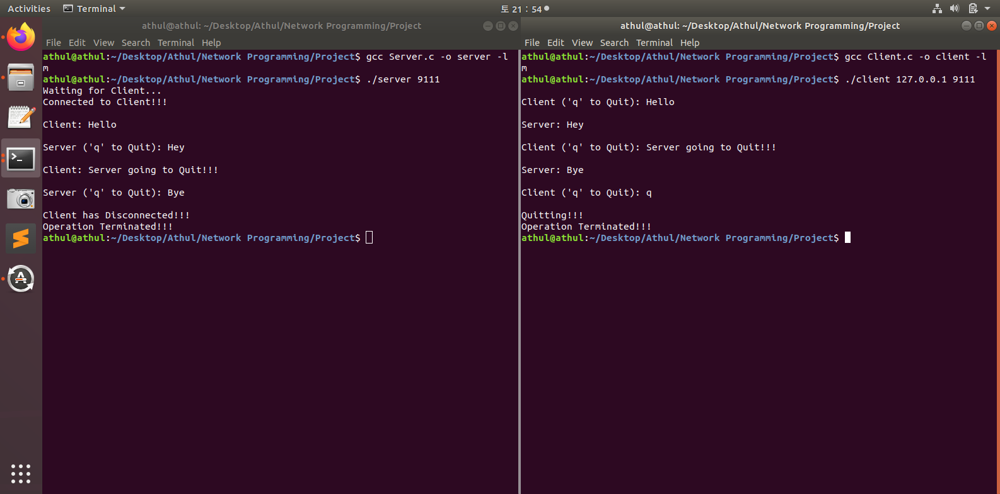 Activities Terminal 토 21 : 54
athul@athul: ~/Desktop/Athul/Network Programming/Project
File Edit View Search Terminal Help
athul@athul:~/Desktop/Athul/Network Programming/Project$ gcc Server.c -o server -l
m
athul@athul:~/Desktop/Athul/Network Programming/Project$ ./server 9111
Waiting for Client...
Connected to Client!!!
Client: Hello
Server ('q' to Quit): Hey
Client: Server going to Quit!!!
Server ('q' to Quit): Bye
Client has Disconnected!!!
Operation Terminated!!!
athul@athul:~/Desktop/Athul/Network Programming/Project$
athul@athul: ~/Desktop/Athul/Network Programming/Project
File Edit View Search Terminal Help
athul@athul:~/Desktop/Athul/Network Programming/Project$ gcc Client.c -o client -l
m
athul@athul:~/Desktop/Athul/Network Programming/Project$ ./client 127.0.0.1 9111
Client ('q' to Quit): Hello
Server: Hey
Client ('q' to Quit): Server going to Quit!!!
Server: Bye
Client ('q' to Quit): q
Quitting!!!
Operation Terminated!!!
athul@athul:~/Desktop/Athul/Network Programming/Project$